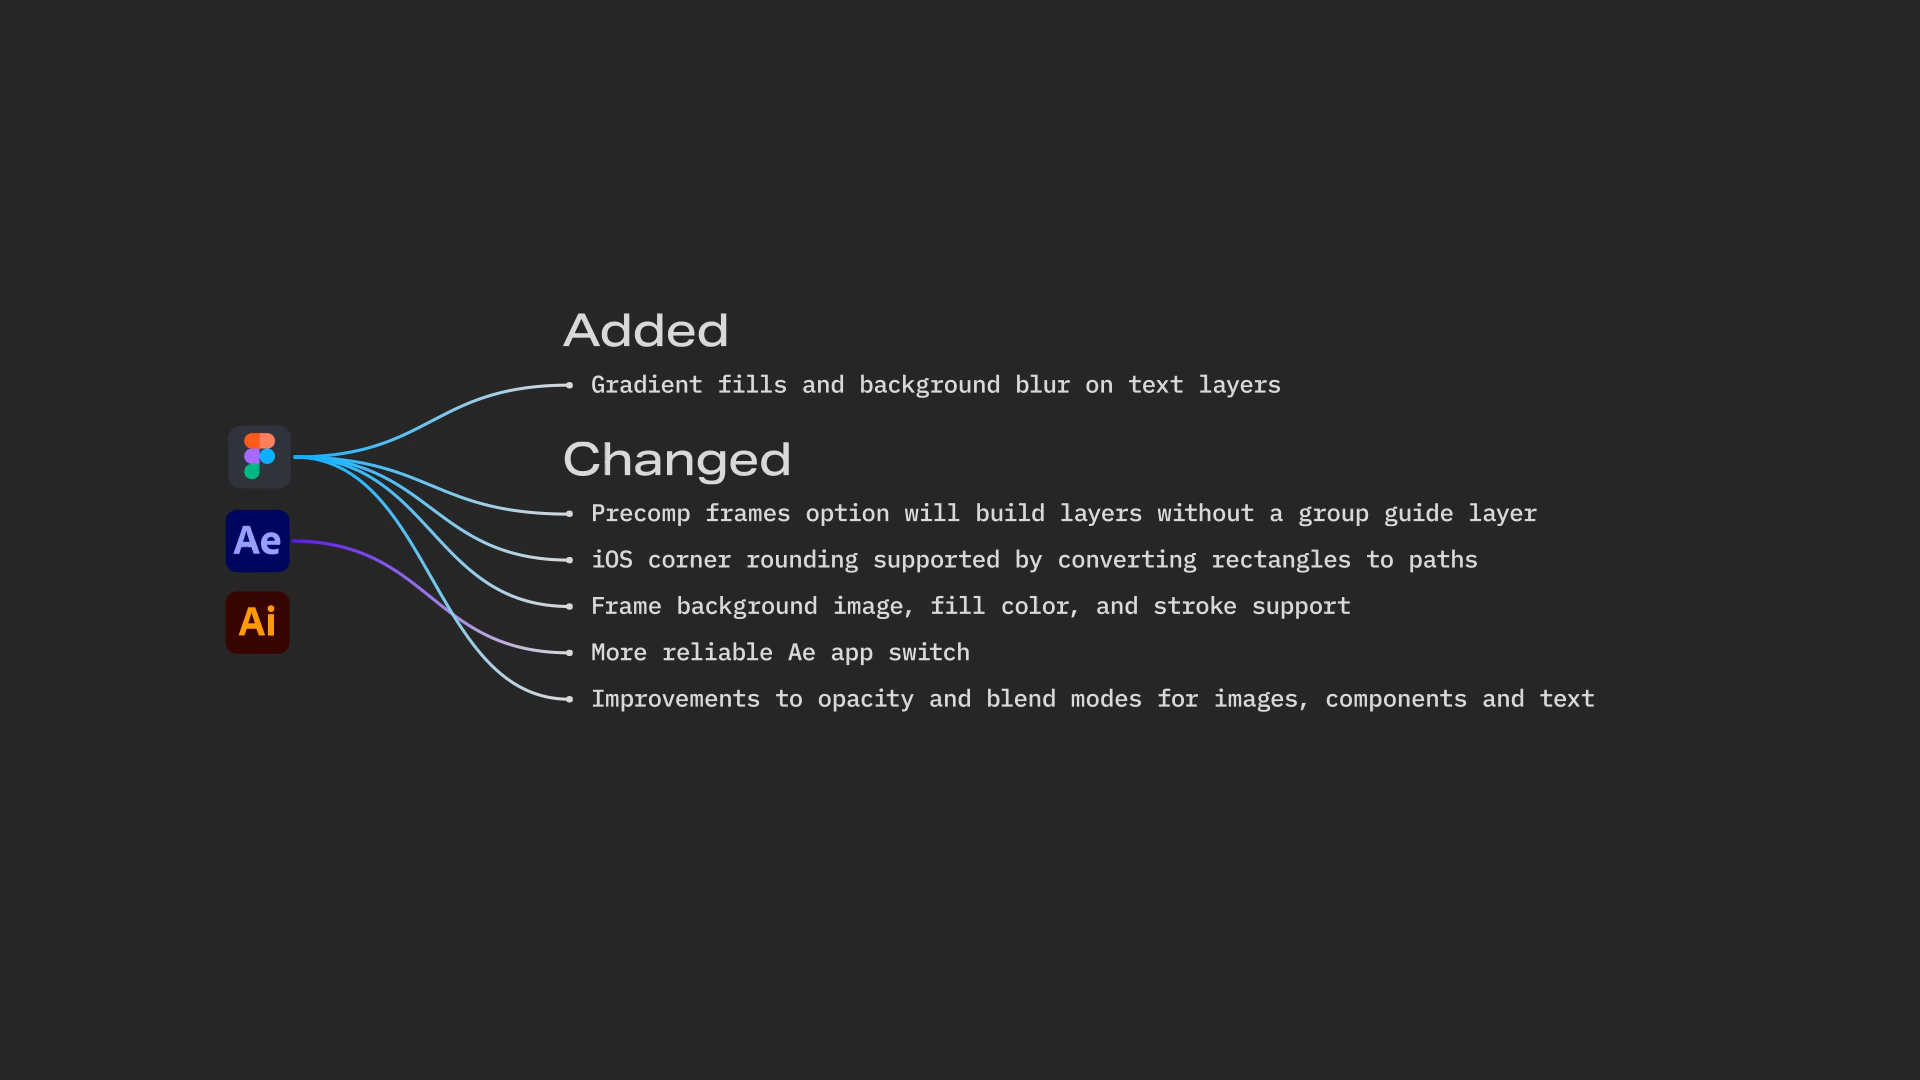 Added
Gradient fills and background blur on text layers
Changed
Ae
Precomp frames option will build layers without a group guide layer
iOS corner rounding supported by converting rectangles to paths
Ai
Frame background image, fill color, and stroke support
More reliable Ae app switch
Improvements to opacity and blend modes for images, components and text